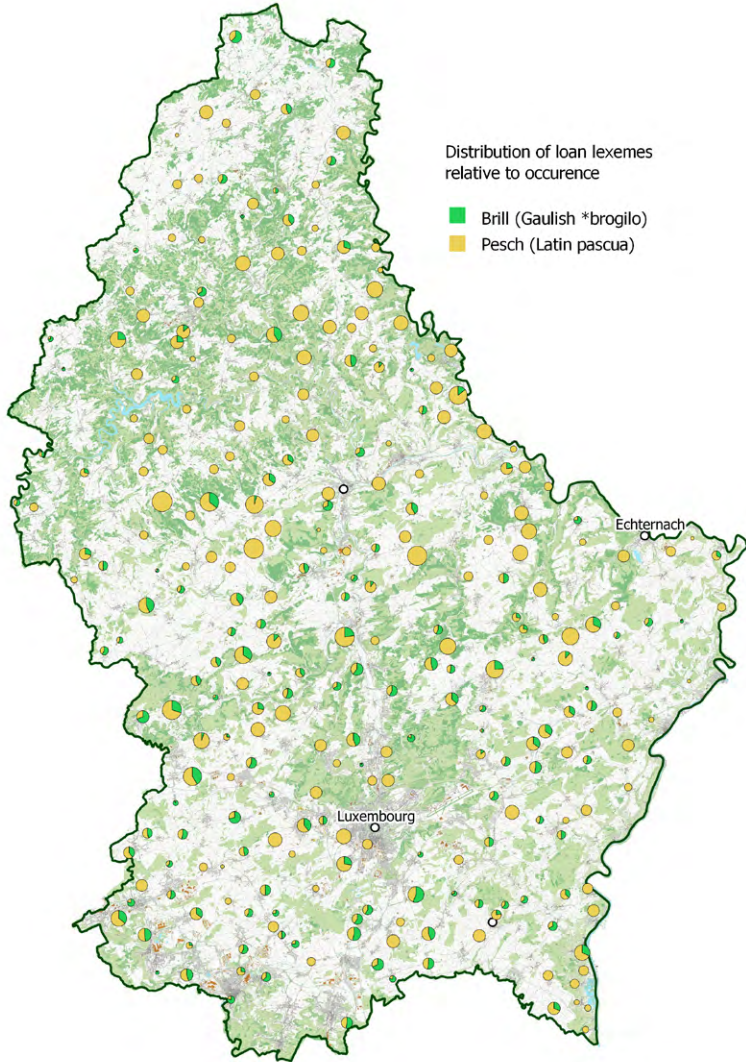 Distribution of loan lexemes
relative to occurence
Brill (Gaulish *brogilo)
Pesch (Latin pascua)
Echternach
Luxembourg